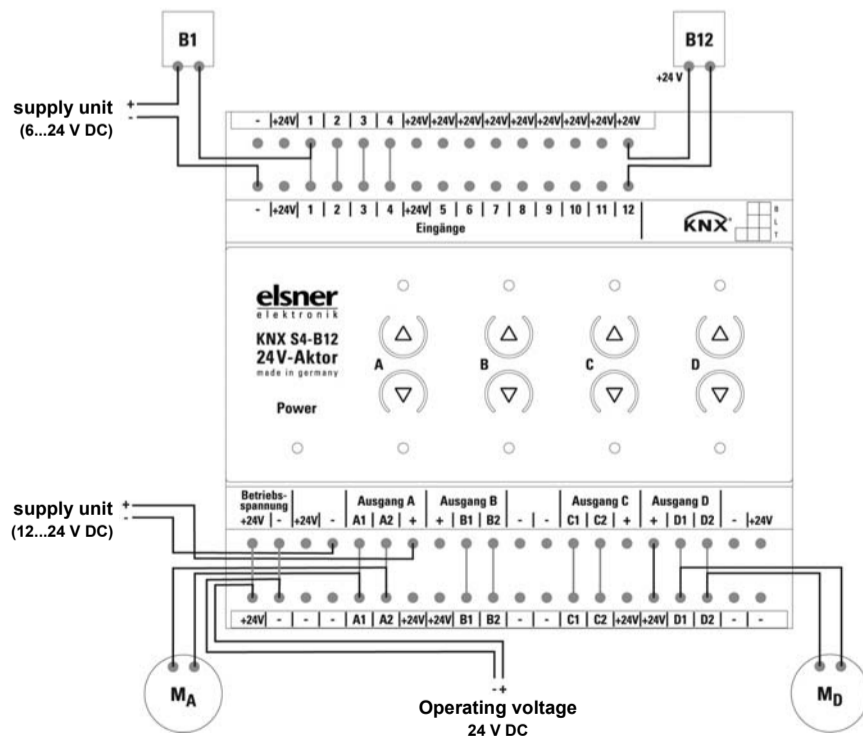 B1
B12
+24 V
supply unit + -
(6...24 V DC)
- |+24V| 1 | 2 | 3 | 4 |+24V|+24V|+24V|+24V|+24V|+24V|+24V|+24V|+24V
- |+24V| 1 | 2 | 3 | 4 |+24V| 5 | 6 | 7 | 8 | 9 | 10 | 11 | 12
Eingänge
KNX®
B
L
T
elsner
elektronik
KNX S4-B12
24V-Aktor
made in germany
A B C D
Power
Betriebs-
spannung Ausgang A Ausgang B Ausgang C Ausgang D
+24V| - |+24V| - | A1 | A2 | + | + | B1 | B2 | - | - | C1 | C2 | + | + | D1 | D2 | - |+24V
supply unit + -
(12...24 V DC)
+24V| - | - | - | A1 | A2 |+24V|+24V| B1 | B2 | - | - | C1 | C2 |+24V|+24V| D1 | D2 | - | -
MA
MD
- +
Operating voltage
24 V DC